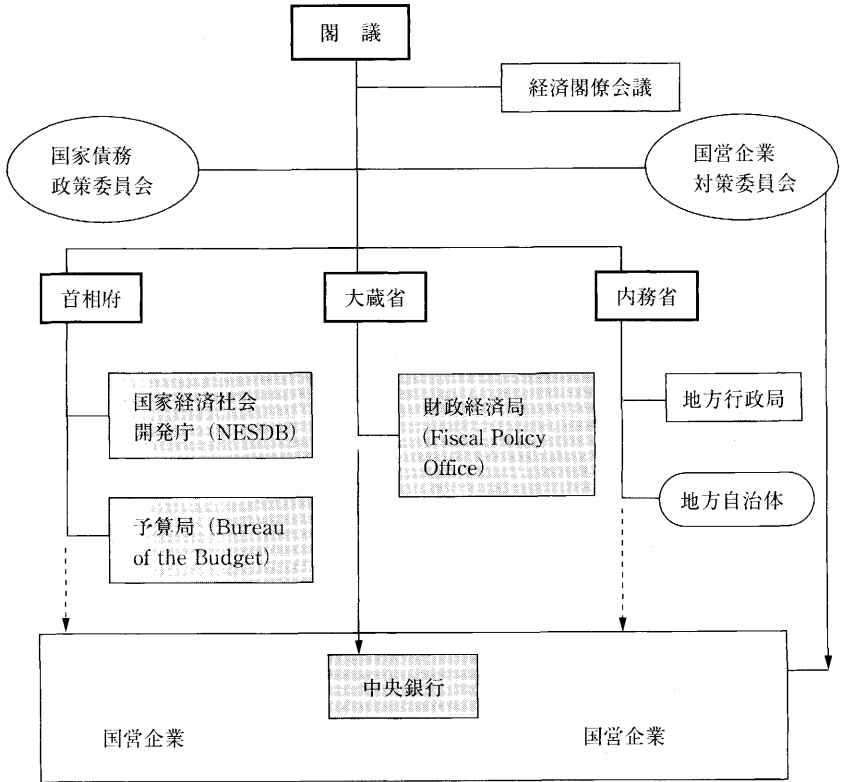 閣 議
経済閣僚会議
国家債務
政策委員会
国営企業
対策委員会
首相府
大蔵省
内務省
国家経済社会
開発庁（NESDB）
財政経済局
(Fiscal Policy
Office）
地方行政局
地方自治体
予算局（Bureau
of the Budget）
中央銀行
国営企業
国営企業